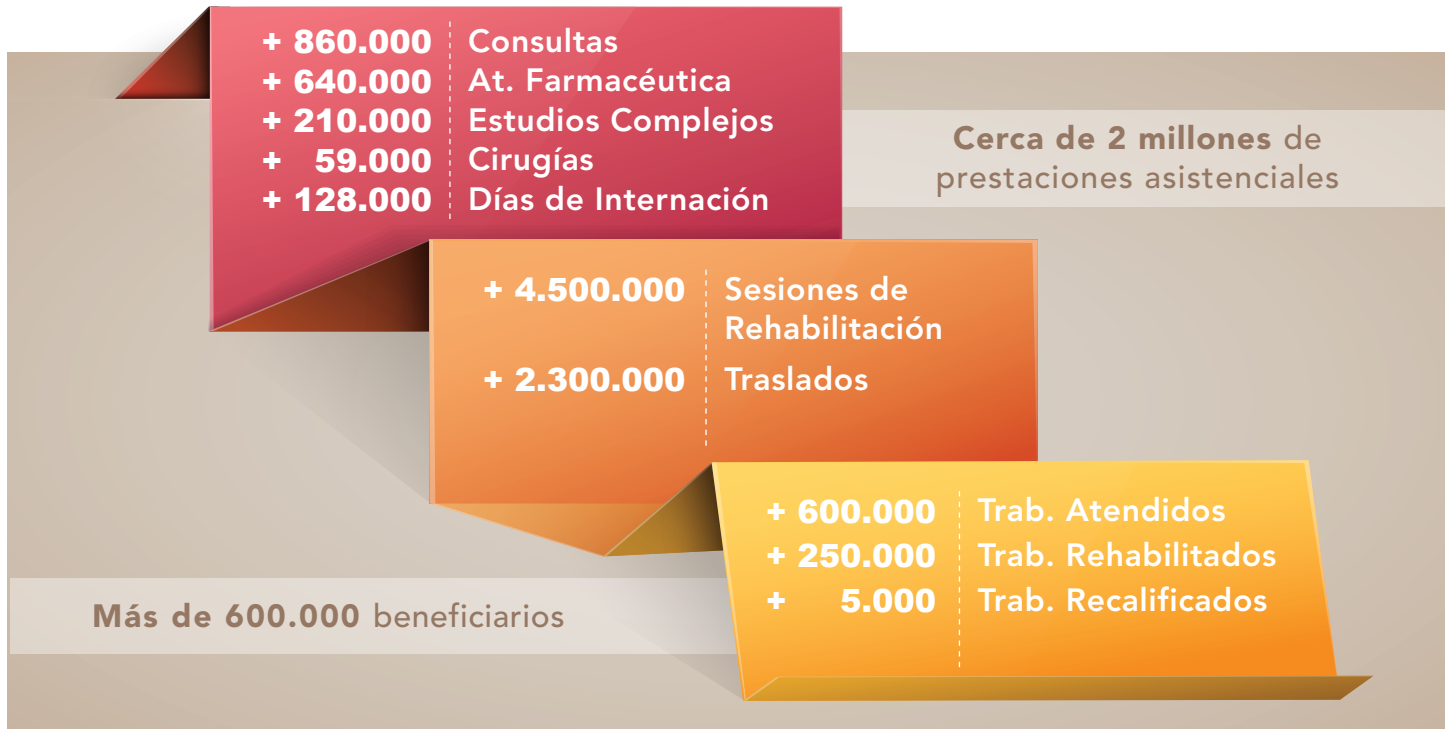 + 860.000 Consultas
+ 640.000 At. Farmacéutica
+ 210.000 Estudios Complejos
+ 59.000 Cirugías
+ 128.000 Días de Internación
Cerca de 2 millones de
prestaciones asistenciales
+ 4.500.000 Sesiones de
Rehabilitación
+ 2.300.000 Traslados
+ 600.000 Trab. Atendidos
+ 250.000 Trab. Rehabilitados
+ 5.000 Trab. Recalificados
Más de 600.000 beneficiarios